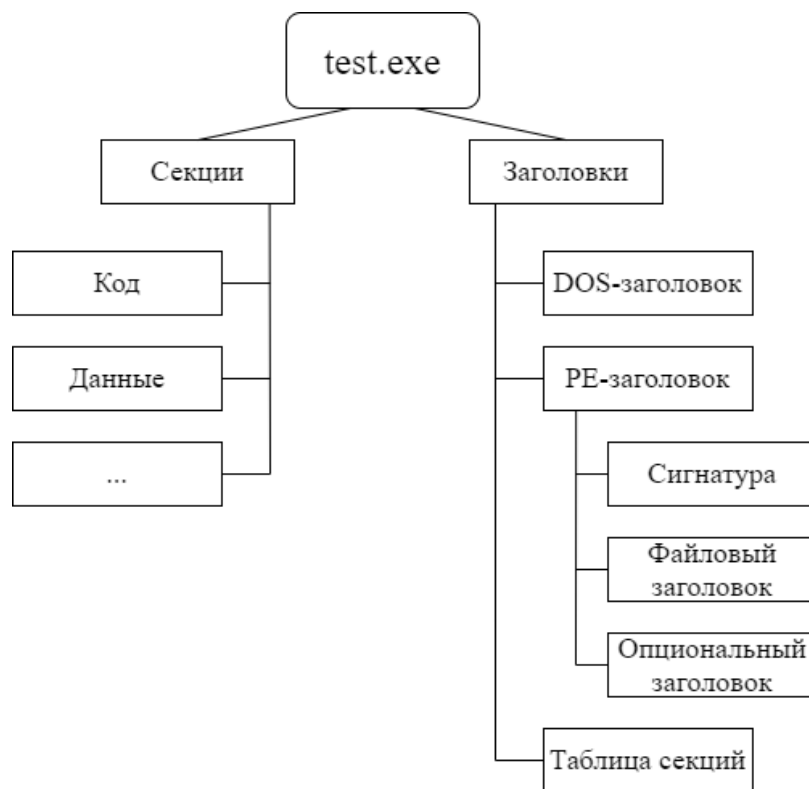 test.exe
Секции
Заголовки
Код
DOS-заголовок
Данные
PE-заголовок
...
Сигнатура
Файловый
заголовок
Опциональный
заголовок
Таблица секций